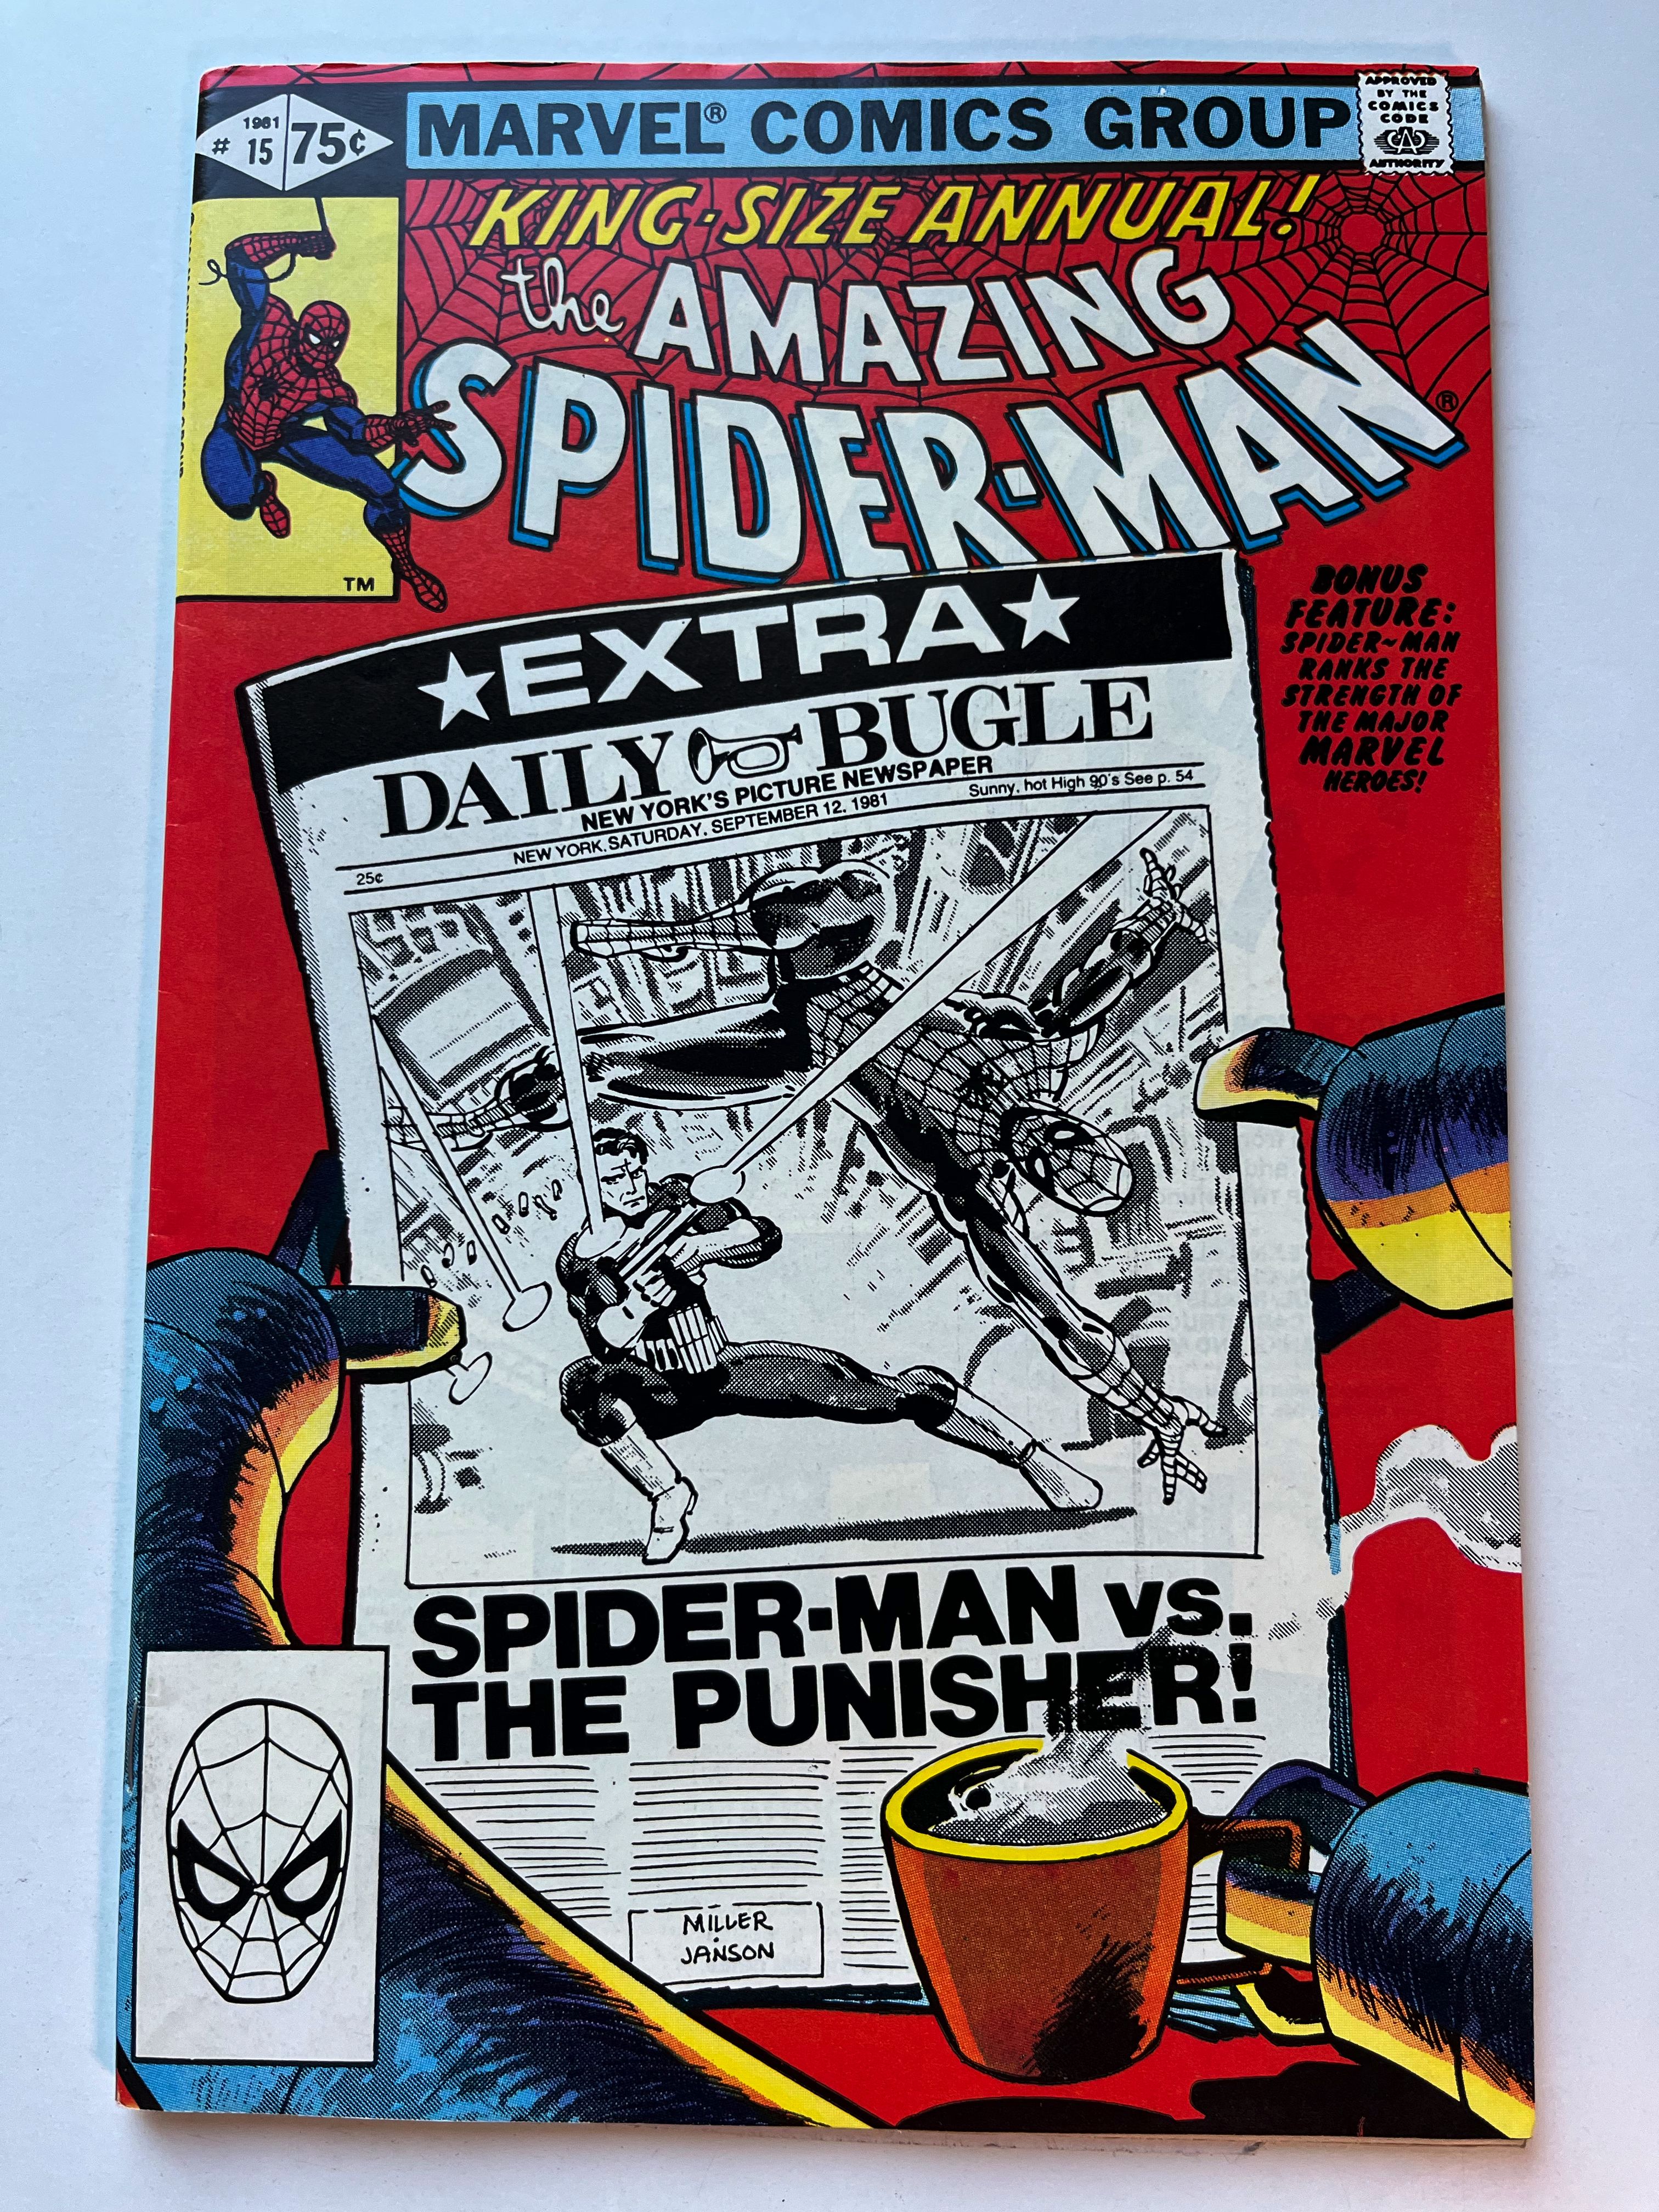 1981
# 15
75¢
MARVEL® COMICS GROUP
APPROVED
BY THE
COMICS
CODE
CA
AUTHORITY
KING-SIZE ANNUAL!
the AMAZING
SPIDER-MAN®
TM
BONUS
FEATURE:
SPIDER-MAN
RANKS THE
STRENGTH OF
THE MAJOR
MARVEL
HEROES!
★EXTRA★
DAILY BUGLE
NEW YORK'S PICTURE NEWSPAPER
NEW YORK, SATURDAY, SEPTEMBER 12, 1981
Sunny, hot High 90's See p. 54
25¢
SPIDER-MAN vs.
THE PUNISHER!
MILLER
JANSON